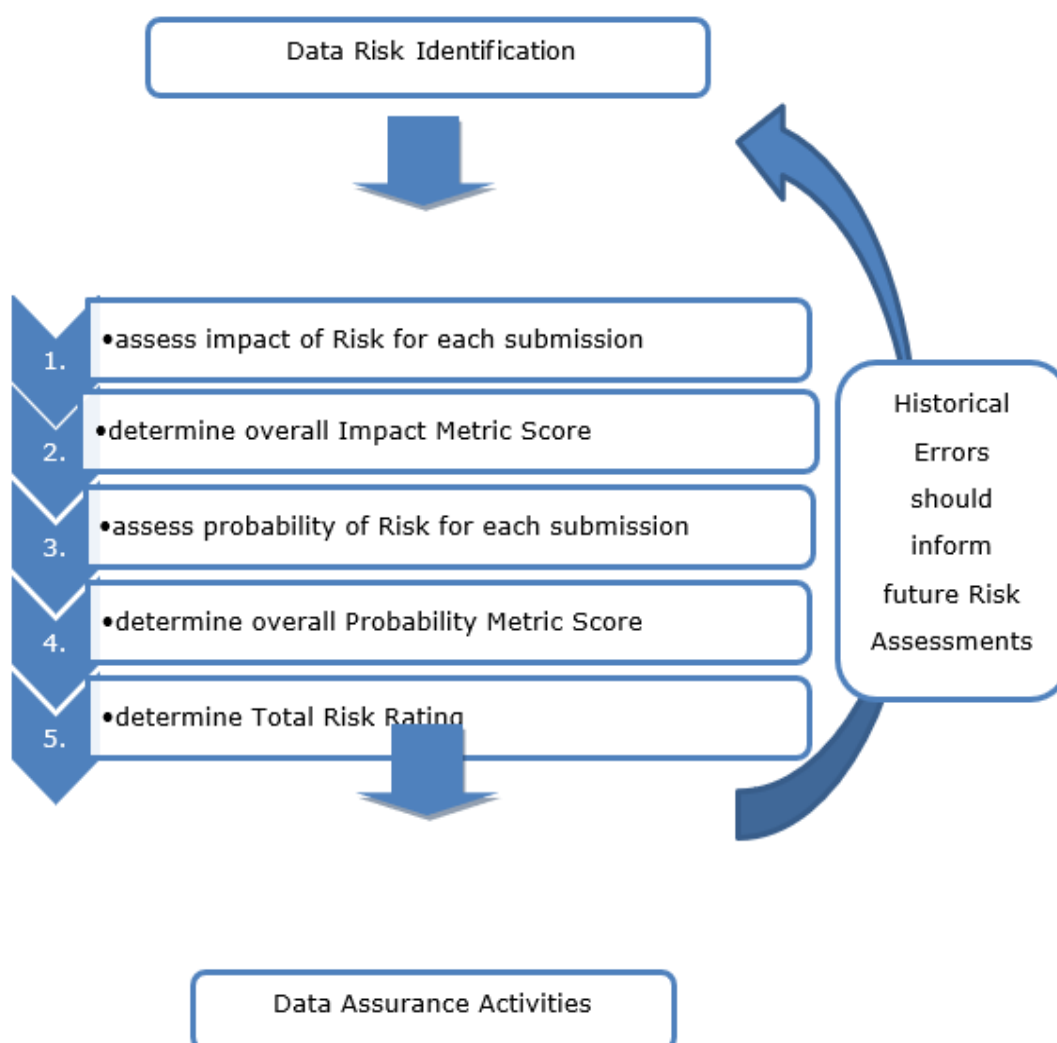 Data Risk Identification
1.
•assess impact of Risk for each submission
2.
•determine overall Impact Metric Score
3.
•assess probability of Risk for each submission
4.
•determine overall Probability Metric Score
5.
•determine Total Risk Rating
Historical
Errors
should
inform
future Risk
Assessments
Data Assurance Activities